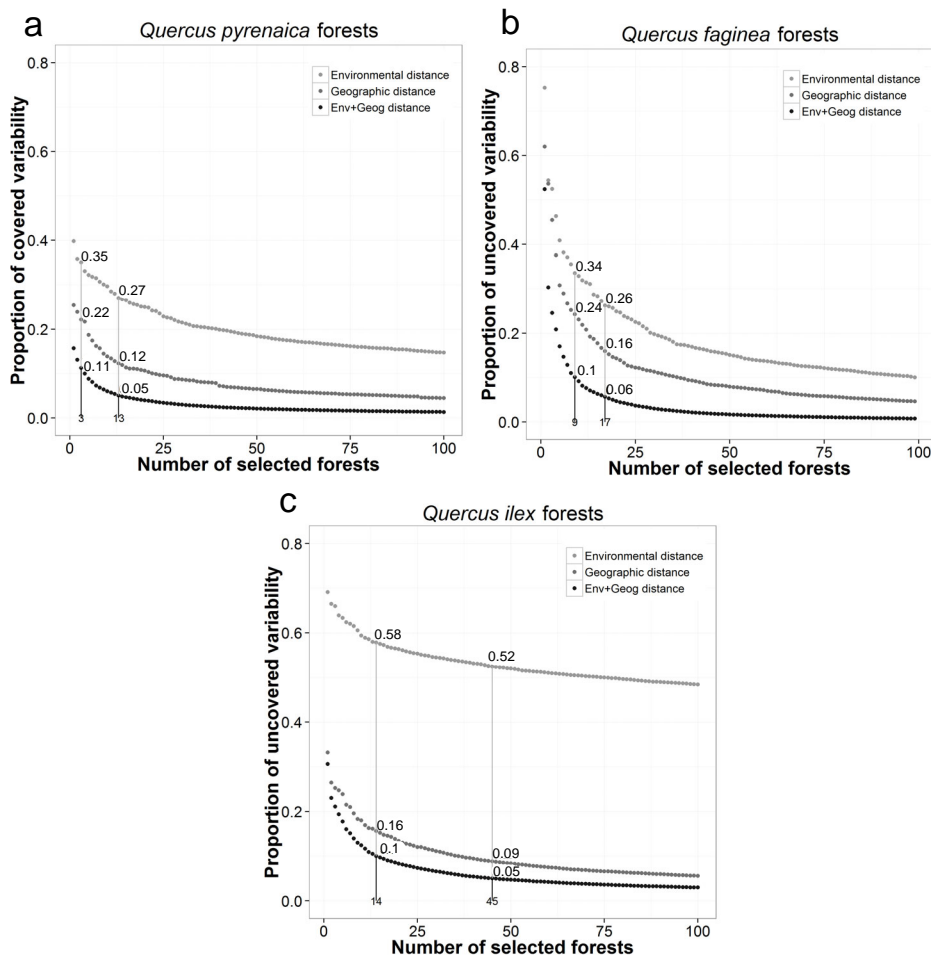 a
Quercus pyrenaica forests
Proportion of covered variability
0.8
0.6
0.4
0.2
0.0
Environmental distance
Geographic distance
Env+Geog distance
0.35
0.27
0.22
0.12
0.11
0.05
3
13
0
25
50
75
100
Number of selected forests
b
Quercus faginea forests
Proportion of uncovered variability
0.8
0.6
0.4
0.2
0.0
Environmental distance
Geographic distance
Env+Geog distance
0.34
0.26
0.24
0.16
0.1
0.06
9
17
0
25
50
75
100
Number of selected forests
c
Quercus ilex forests
Proportion of uncovered variability
0.8
0.6
0.4
0.2
0.0
Environmental distance
Geographic distance
Env+Geog distance
0.58
0.52
0.16
0.1
0.09
0.05
14
45
0
25
50
75
100
Number of selected forests